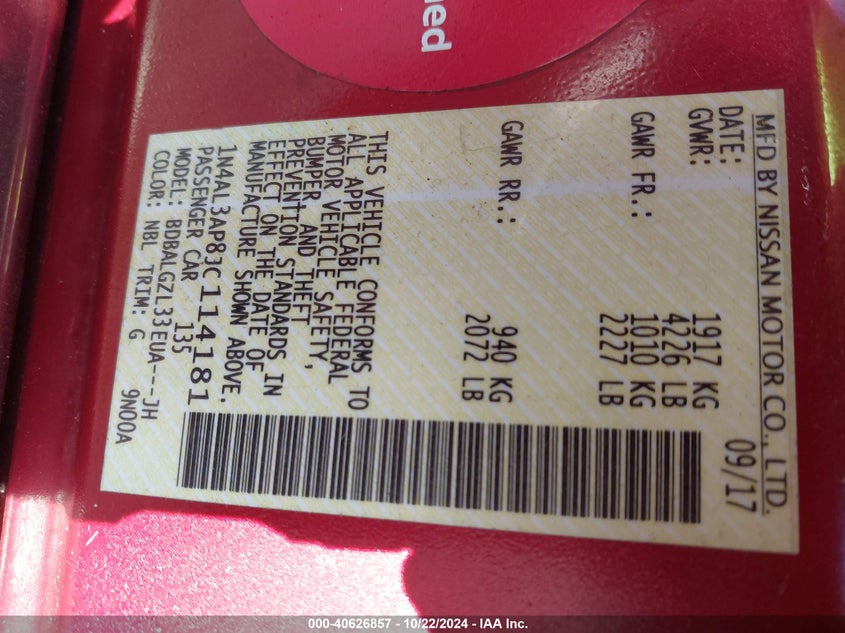 ned
MFD BY NISSAN MOTOR CO., LTD.
DATE: 09/17
GVWR: 1917 KG
4226 LB
GAWR FR.: 1010 KG
2227 LB
GAWR RR.: 940 KG
2072 LB
THIS VEHICLE CONFORMS TO
ALL APPLICABLE FEDERAL
MOTOR VEHICLE SAFETY,
BUMPER, AND THEFT
PREVENTION STANDARDS IN
EFFECT ON THE DATE OF
MANUFACTURE SHOWN ABOVE.
1N4AL3AP8JC114181
PASSENGER CAR 135
MODEL: BDBALGZL33EUA---JH
COLOR: NBL TRIM: G 9N00A
000-40626857 - 10/22/2024 - IAA Inc.